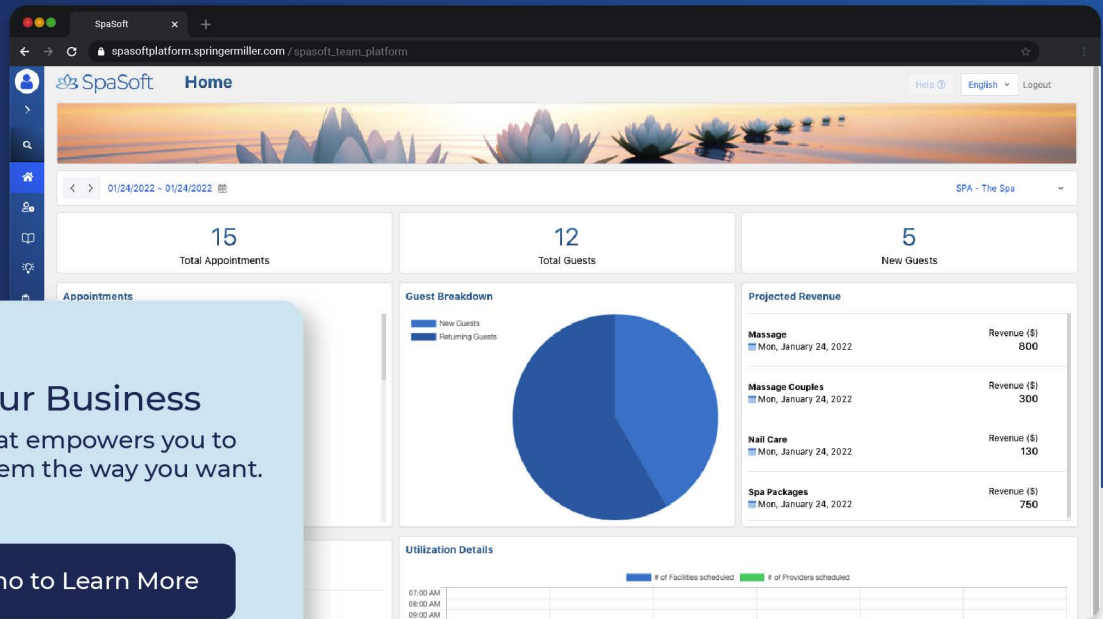 SpaSoft
spasoftplatform.springermiller.com / spasoft_team_platform
SpaSoft Home
Help
English
Logout
01/24/2022 ~ 01/24/2022
SPA - The Spa
15
Total Appointments
12
Total Guests
5
New Guests
Appointments
Guest Breakdown
New Guests
Returning Guests
Projected Revenue
Massage Revenue ($)
Mon, January 24, 2022 800
Massage Couples Revenue ($)
Mon, January 24, 2022 300
Nail Care Revenue ($)
Mon, January 24, 2022 130
Spa Packages Revenue ($)
Mon, January 24, 2022 750
ur Business
at empowers you to
em the way you want.
no to Learn More
Utilization Details
# of Facilities scheduled # of Providers scheduled
07:00 AM
08:00 AM
09:00 AM